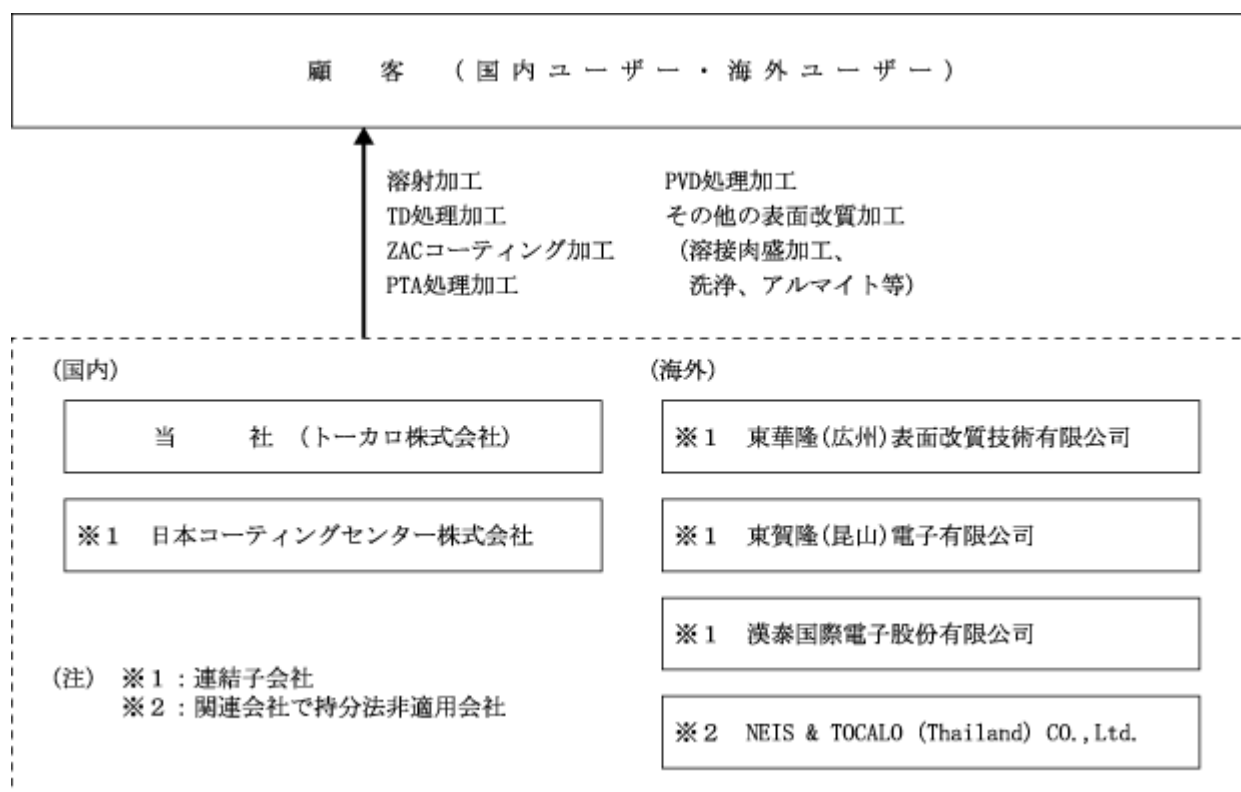 顧 客 (国内ユーザー・海外ユーザー)
溶射加工
TD処理加工
ZACコーティング加工
PTA処理加工
PVD処理加工
その他の表面改質加工
(溶接肉盛加工、
洗浄、アルマイト等)
(国内)
当 社 (トーカロ株式会社)
※1 日本コーティングセンター株式会社
(注) ※1:連結子会社
※2:関連会社で持分法非適用会社
(海外)
※1 東華隆(広州)表面改質技術有限公司
※1 東賀隆(昆山)電子有限公司
※1 漢泰国際電子股份有限公司
※2 NEIS & TOCALO (Thailand) CO.,Ltd.